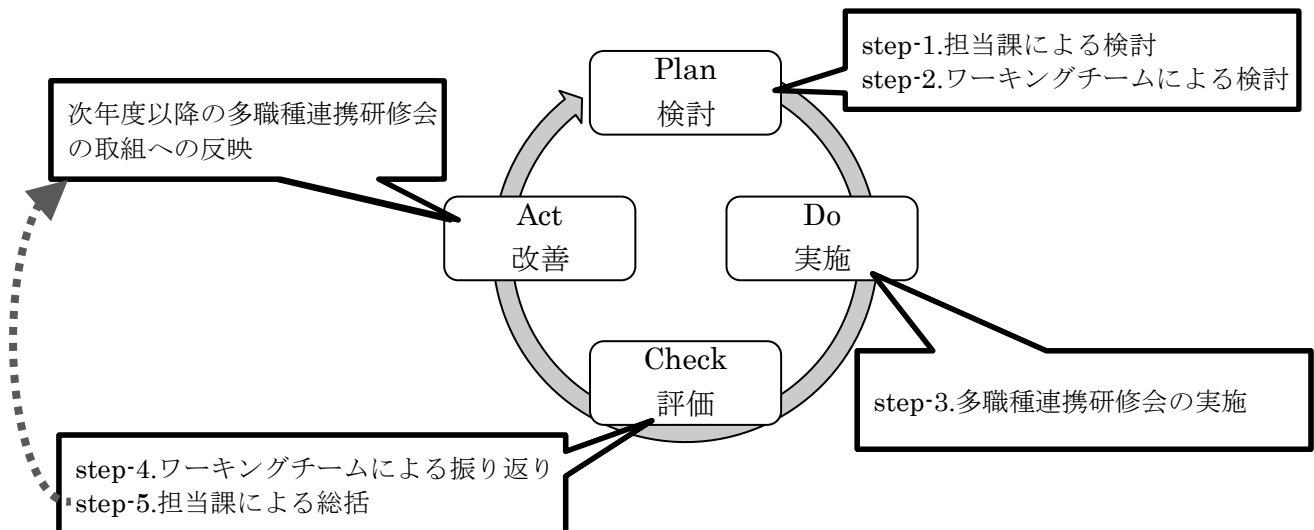 step-1.担当課による検討
step-2.ワーキングチームによる検討
Plan
検討
次年度以降の多職種連携研修会
の取組への反映
Act
改善
Do
実施
Check
評価
step-3.多職種連携研修会の実施
step-4.ワーキングチームによる振り返り
step-5.担当課による総括